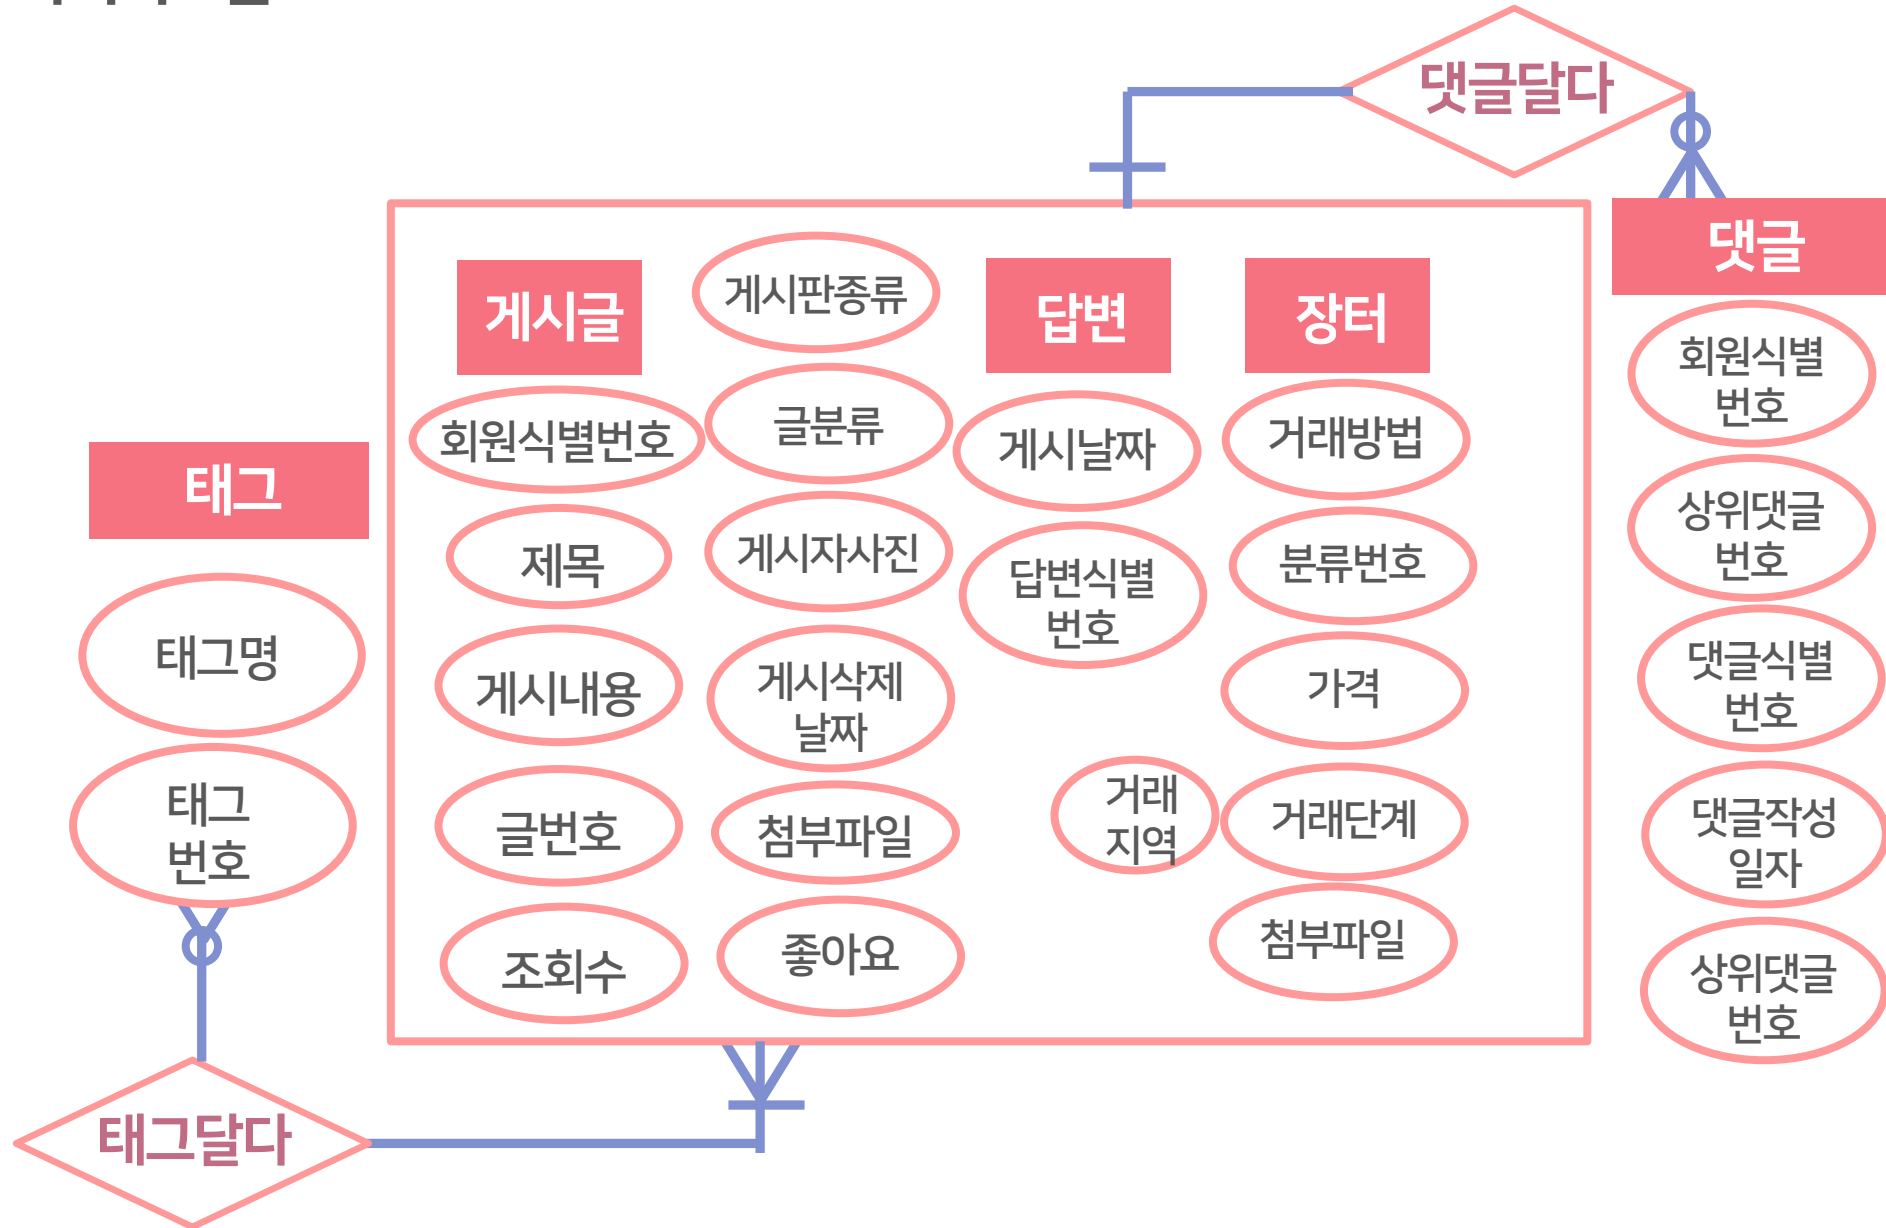 댓글달다
댓글
게시글
게시판종류
답변
장터
회원식별번호
글분류
게시날짜
거래방법
회원식별
번호
태그
제목
게시자사진
답변식별
번호
분류번호
상위댓글
번호
태그명
게시내용
게시삭제
날짜
가격
댓글식별
번호
태그
번호
글번호
첨부파일
거래
지역
거래단계
댓글작성
일자
조회수
좋아요
첨부파일
상위댓글
번호
태그달다